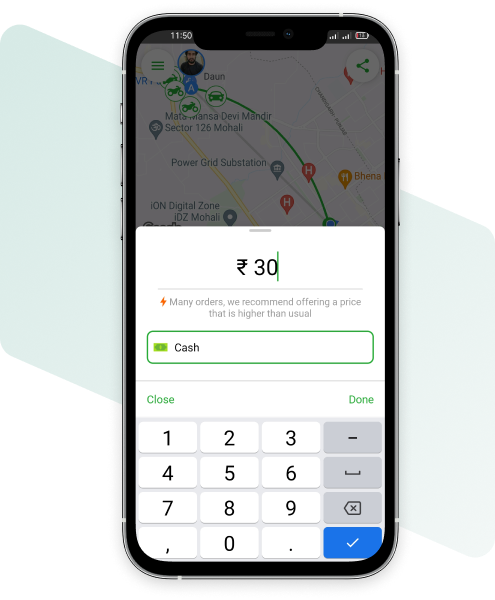 11:50
VR
Daun
A
Mata Mansa Devi Mandir
Sector 126 Mohali
Power Grid Substation
H
Bhena
H
iON Digital Zone
iDZ Mohali
₹ 30
Many orders, we recommend offering a price
that is higher than usual
Cash
Close
Done
1 2 3 –
4 5 6
7 8 9
, 0 .